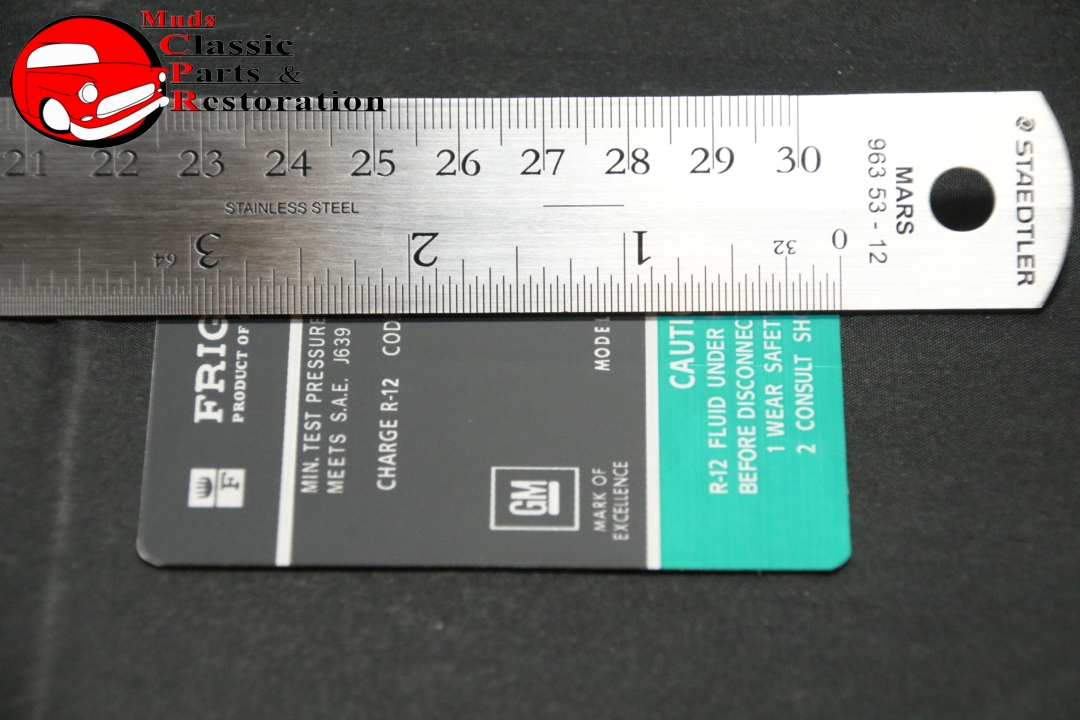 Muds
Classic
Parts &
Restoration
21 22 23 24 25 26 27 28 29 30
STAINLESS STEEL
64 3 2 1 32 0
MARS
963 53 - 12
STAEDTLER
FRIG
PRODUCT OF
F
MIN. TEST PRESSURE
MEETS S.A.E. J639
CHARGE R-12 COD
GM
MARK OF
EXCELLENCE
MODEL
CAUTI
R-12 FLUID UNDER
BEFORE DISCONNEC
1 WEAR SAFET
2 CONSULT SH